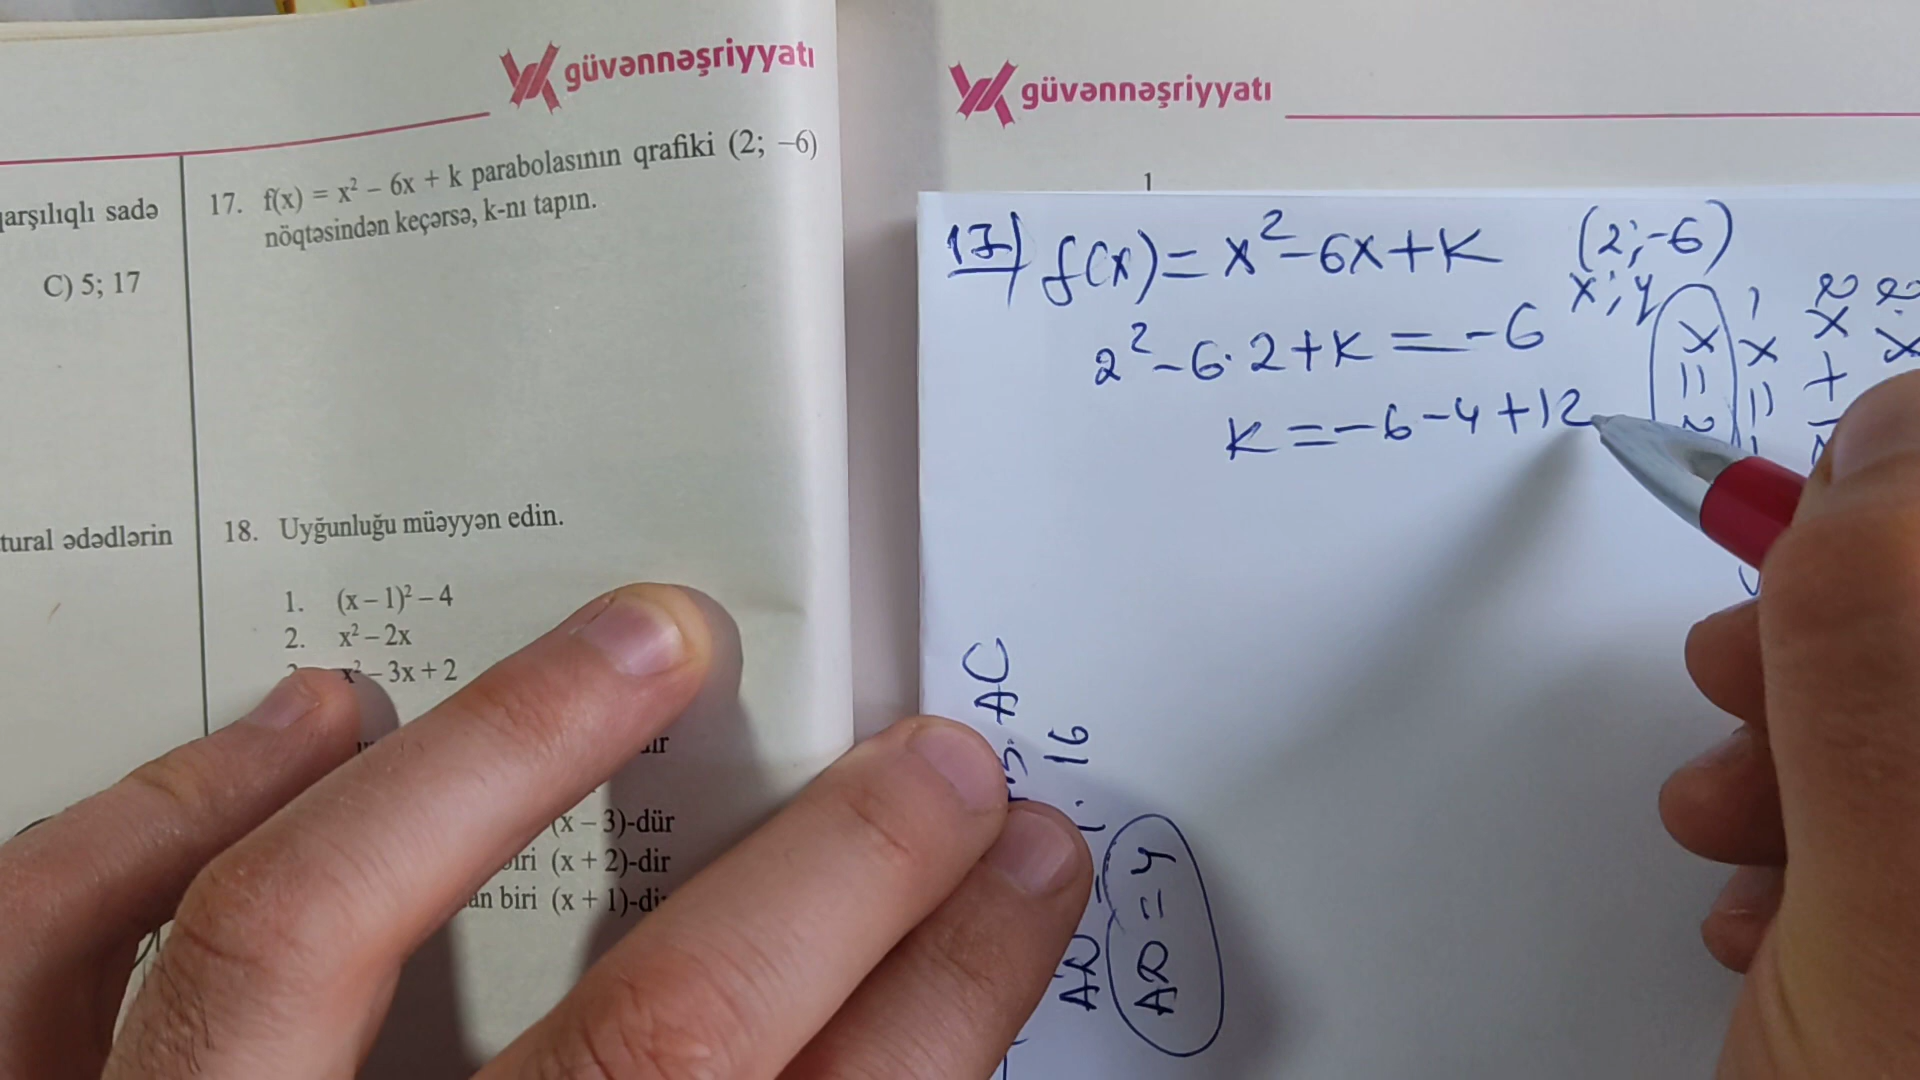 güvənnəşriyyatı
qarşılıqlı sadə
C) 5; 17
tural ədədlərin
17. f(x) = x² – 6x + k parabolasının qrafiki (2; –6)
nöqtəsindən keçərsə, k-nı tapın.
18. Uyğunluğu müəyyən edin.
1. (x – 1)² – 4
2. x² – 2x
x² – 3x + 2
(x – 3)-dür
biri (x + 2)-dir
an biri (x + 1)-di
güvənnəşriyyatı
1
17) f(x) = x² - 6x + k (2; -6)
x; y
2² - 6 · 2 + k = -6
k = -6 - 4 + 12
AC
1. 16
AD = 4